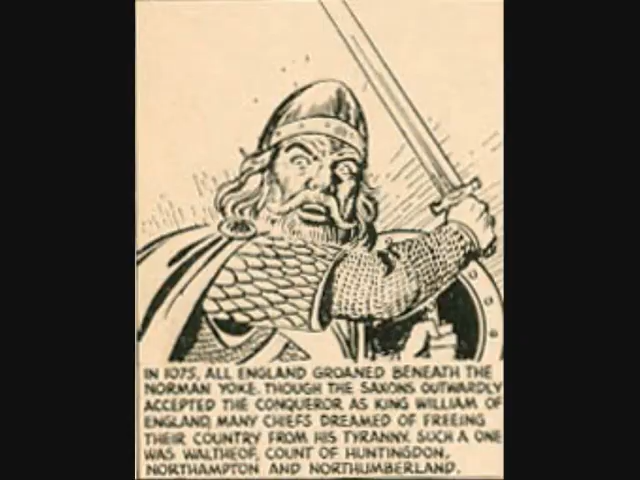 IN 1075, ALL ENGLAND GROANED BENEATH THE
NORMAN YOKE. THOUGH THE SAXONS OUTWARDLY
ACCEPTED THE CONQUEROR AS KING WILLIAM OF
ENGLAND, MANY CHIEFS DREAMED OF FREEING
THEIR COUNTRY FROM HIS TYRANNY. SUCH A ONE
WAS WALTHEOF, COUNT OF HUNTINGDON,
NORTHAMPTON AND NORTHUMBERLAND.